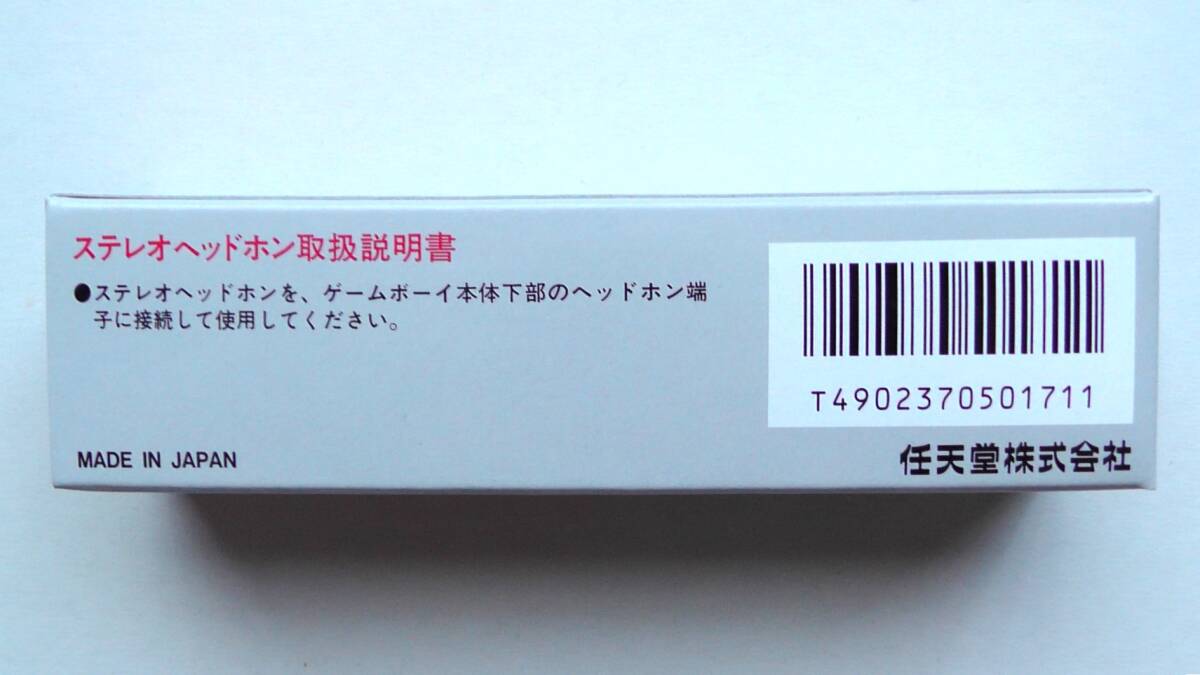 ステレオヘッドホン取扱説明書
●ステレオヘッドホンを、ゲームボーイ本体下部のヘッドホン端
子に接続して使用してください。
T4902370501711
MADE IN JAPAN
任天堂株式会社